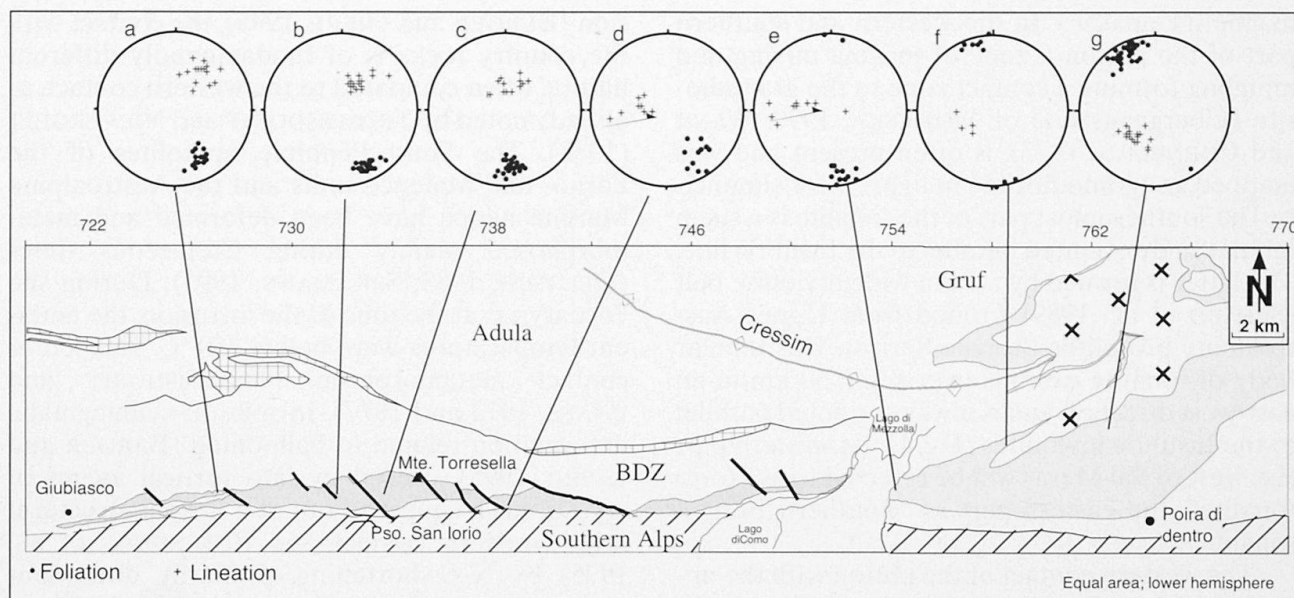 a b c d e f g
722 730 738 746 754 762 770
Adula
Cressim
Gruf
N
2 km
Lago di
Mezzolla
Mte. Torresella
BDZ
Giubiasco
Pso. San Iorio
Southern Alps
Lago
diComo
Poira di
dentro
• Foliation + Lineation
Equal area; lower hemisphere